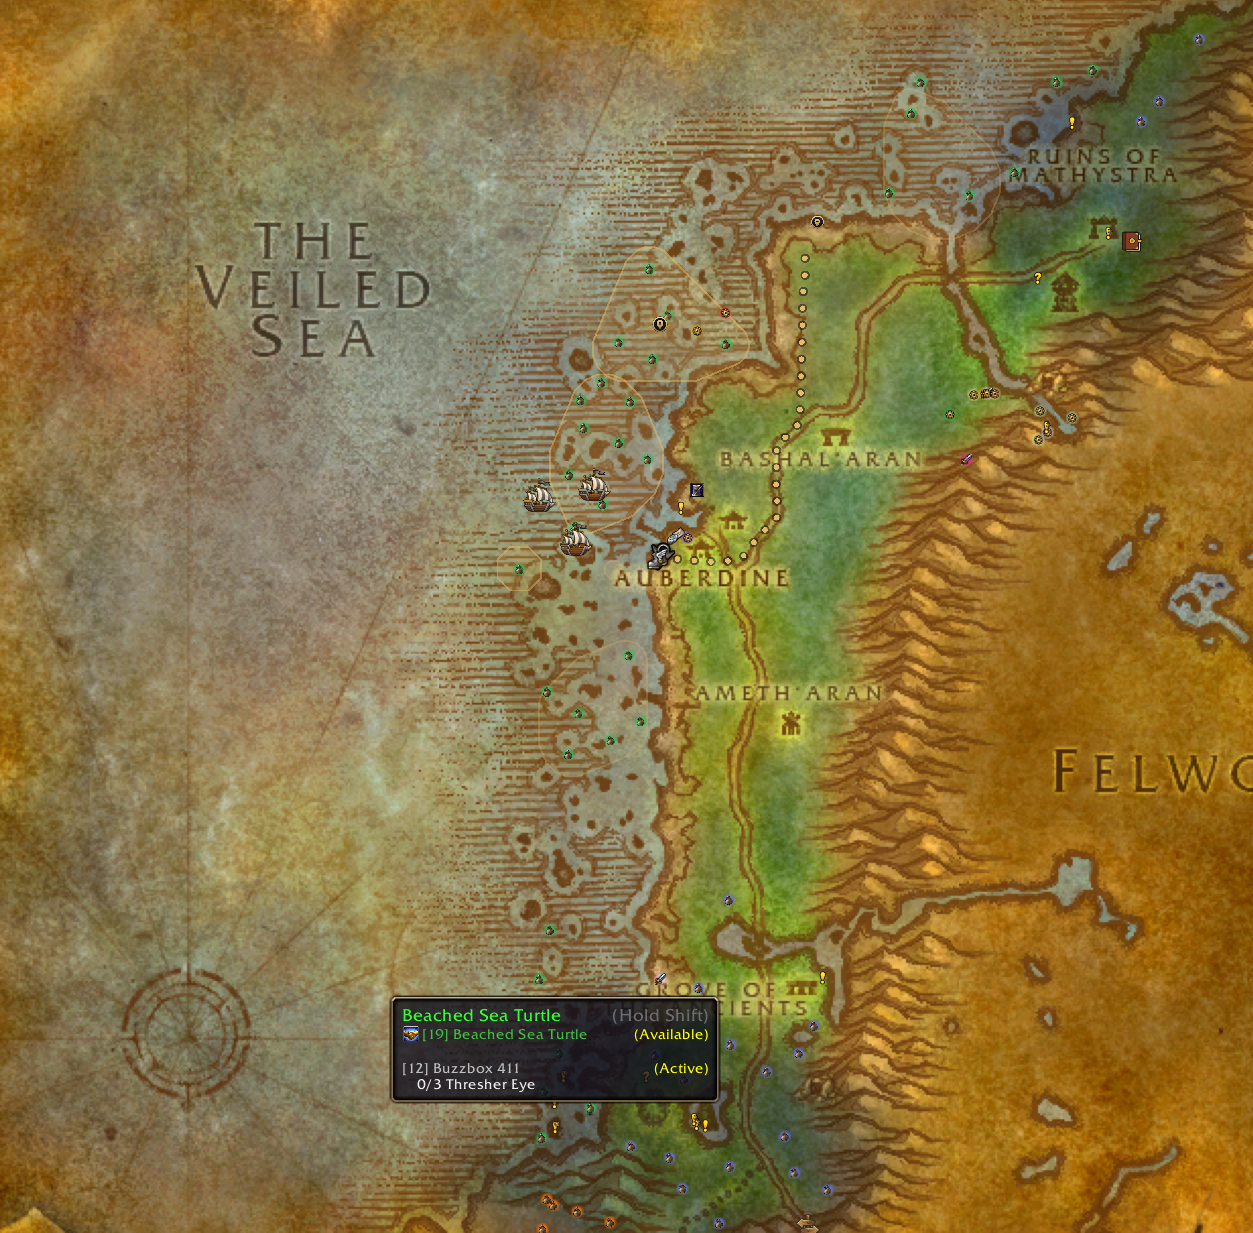 RUINS OF
MATHYSTRA
THE
VEILED
SEA
BASHAL'ARAN
AUBERDINE
AMETH'ARAN
FELWO
GROVE OF
CIENTS
Beached Sea Turtle (Hold Shift)
[19] Beached Sea Turtle (Available)
[12] Buzzbox 411 (Active)
0/3 Thresher Eye